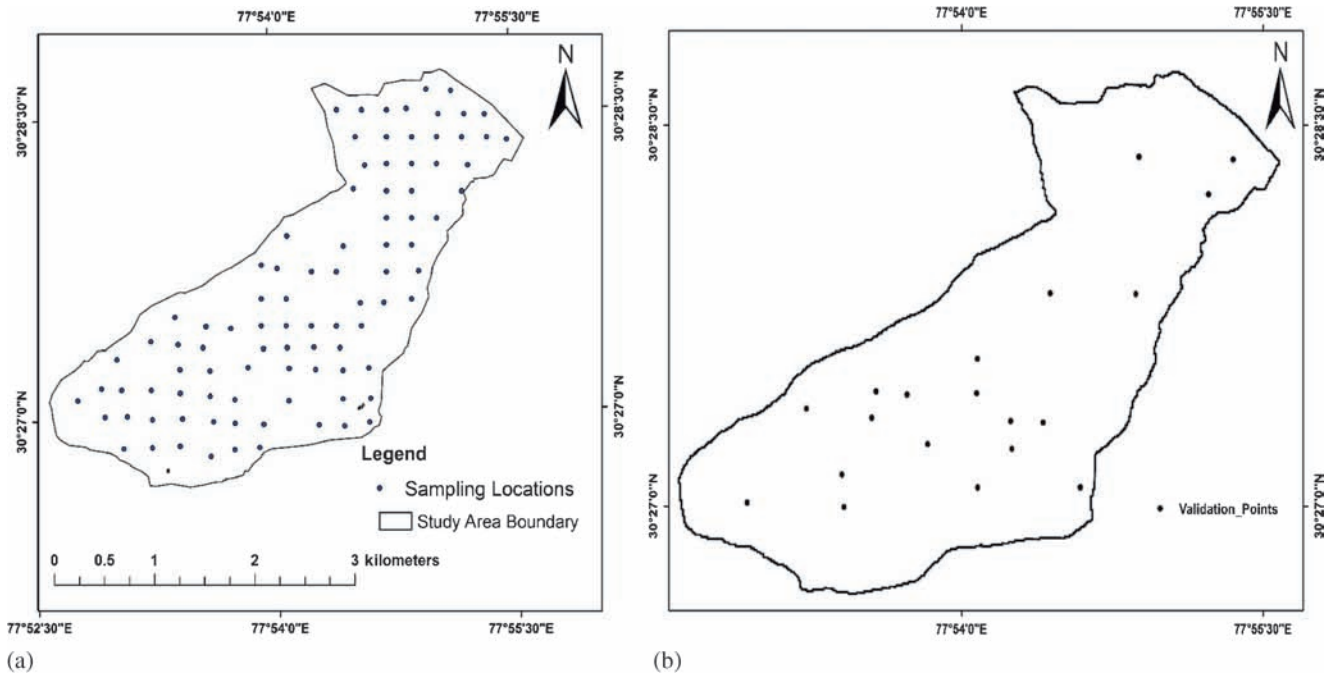 77°54'0"E
77°55'30"E
77°54'0"E
77°55'30"E
N
N
30°28'30"N
30°28'30"N
30°28'30"N
30°28'30"N
30°27'0"N
30°27'0"N
30°27'0"N
30°27'0"N
Legend
Sampling Locations
Study Area Boundary
Validation_Points
0 0.5 1 2 3 kilometers
77°52'30"E
77°54'0"E
77°55'30"E
77°54'0"E
77°55'30"E
(a)
(b)